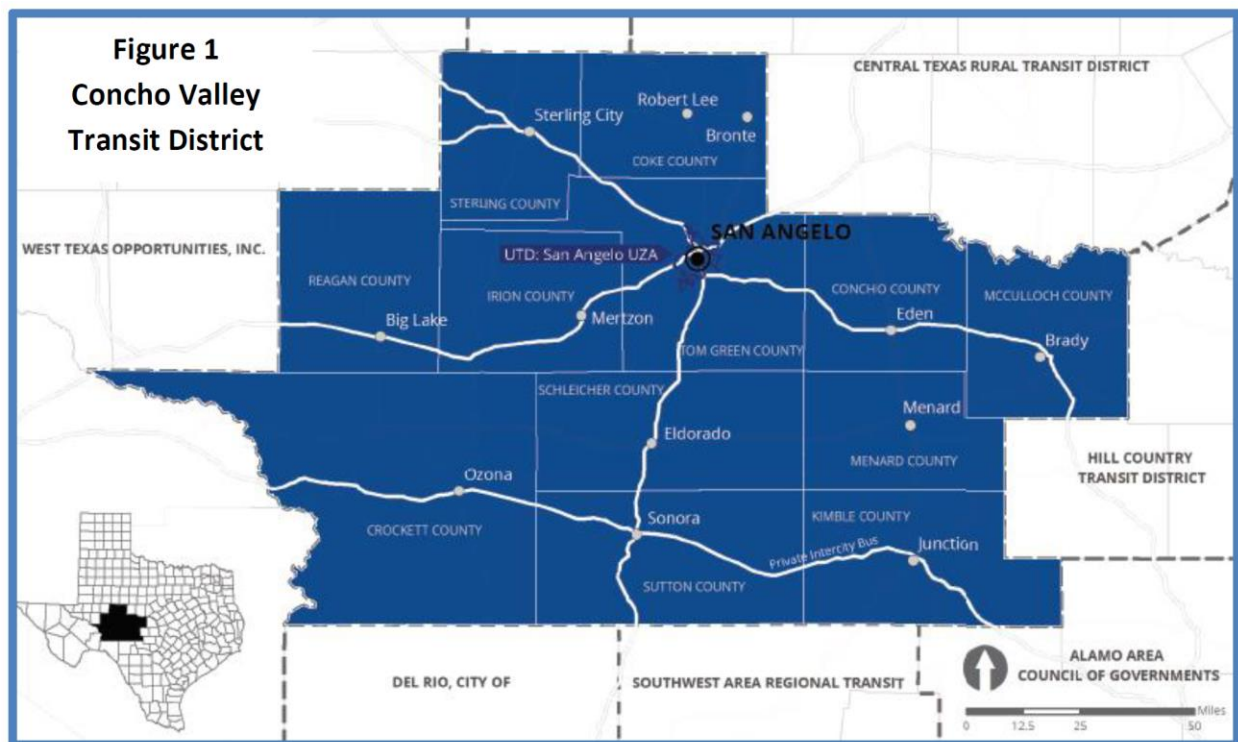 Figure 1
Concho Valley
Transit District
CENTRAL TEXAS RURAL TRANSIT DISTRICT
Robert Lee
Sterling City
Bronte
COKE COUNTY
STERLING COUNTY
WEST TEXAS OPPORTUNITIES, INC.
SAN ANGELO
UTD: San Angelo UZA
REAGAN COUNTY
IRION COUNTY
CONCHO COUNTY
MCCULLOCH COUNTY
Big Lake
Mertzon
Eden
TOM GREEN COUNTY
Brady
SCHLEICHER COUNTY
Menard
Eldorado
MENARD COUNTY
HILL COUNTRY
TRANSIT DISTRICT
Ozona
CROCKETT COUNTY
Sonora
KIMBLE COUNTY
Private Intercity Bus
Junction
SUTTON COUNTY
DEL RIO, CITY OF
SOUTHWEST AREA REGIONAL TRANSIT
ALAMO AREA
COUNCIL OF GOVERNMENTS
Miles
0 12.5 25 50